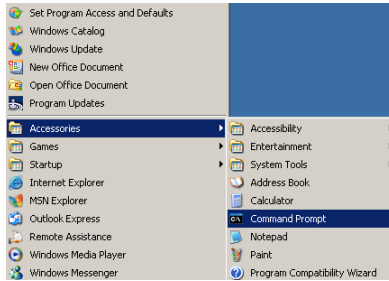 Set Program Access and Defaults
Windows Catalog
Windows Update
New Office Document
Open Office Document
Program Updates
Accessories
Games
Startup
Internet Explorer
MSN Explorer
Outlook Express
Remote Assistance
Windows Media Player
Windows Messenger
Accessibility
Entertainment
System Tools
Address Book
Calculator
Command Prompt
Notepad
Paint
Program Compatibility Wizard